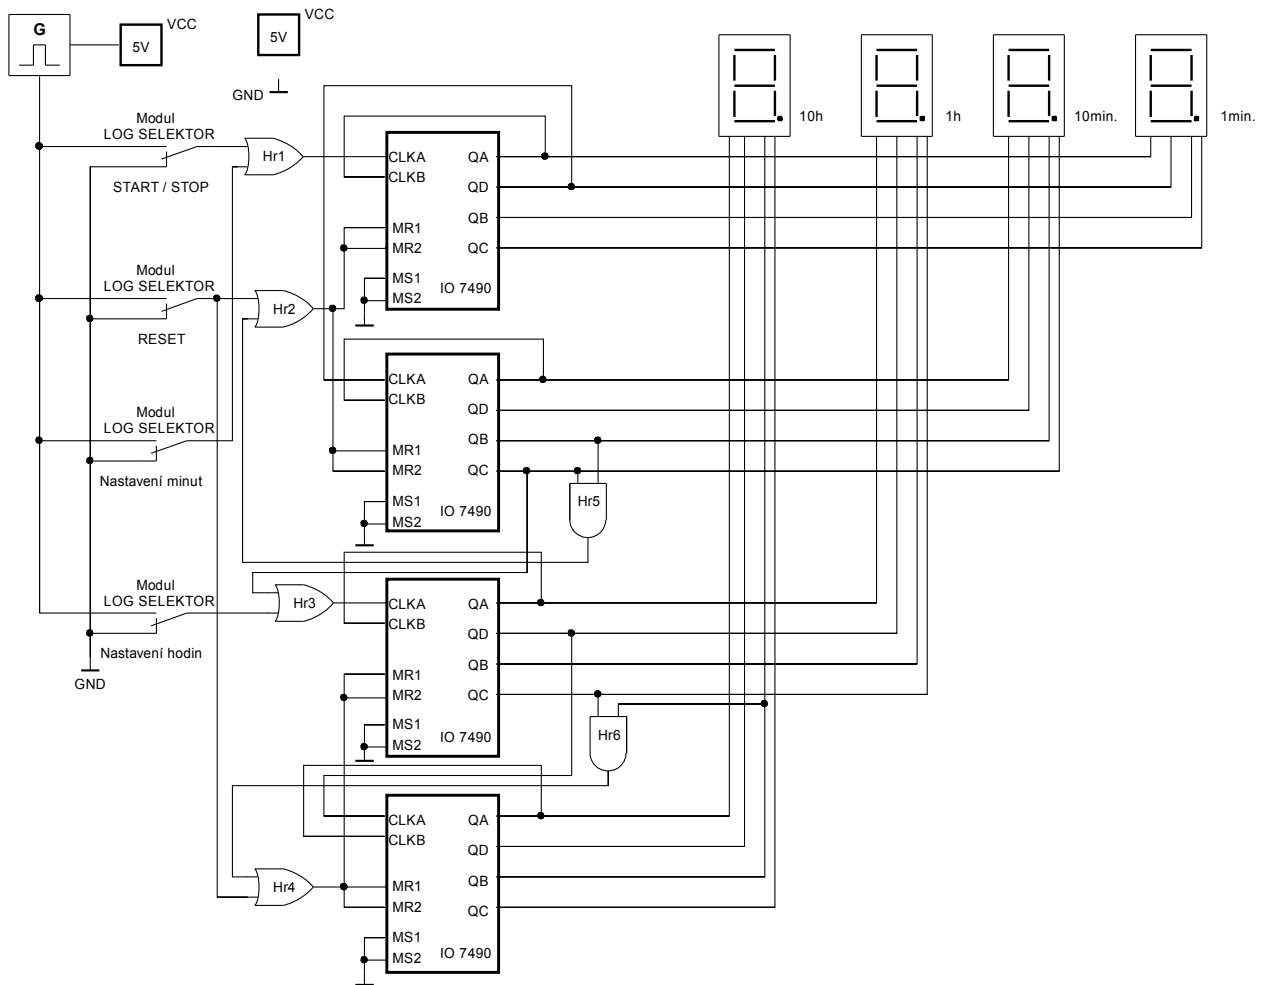 G
5V
VCC
5V
VCC
GND
10h
1h
10min.
1min.
Modul
LOG SELEKTOR
START / STOP
Hr1
CLKA
CLKB
MR1
MR2
MS1
MS2
QA
QD
QB
QC
IO 7490
Modul
LOG SELEKTOR
RESET
Hr2
CLKA
CLKB
MR1
MR2
MS1
MS2
QA
QD
QB
QC
IO 7490
Hr5
Modul
LOG SELEKTOR
Nastavení minut
Modul
LOG SELEKTOR
Nastavení hodin
GND
Hr3
CLKA
CLKB
MR1
MR2
MS1
MS2
QA
QD
QB
QC
IO 7490
Hr6
Hr4
CLKA
CLKB
MR1
MR2
MS1
MS2
QA
QD
QB
QC
IO 7490